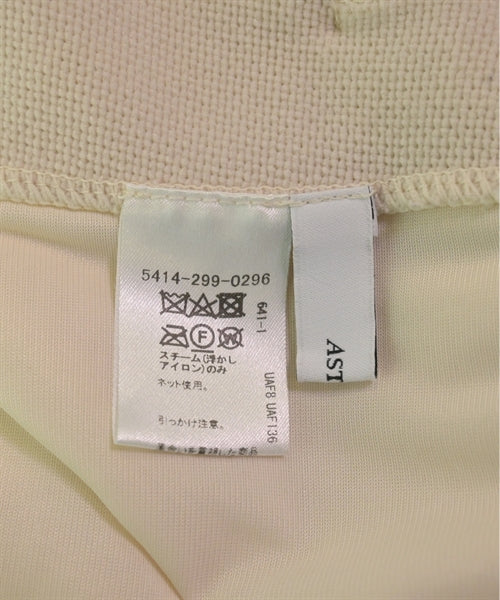 5414-299-0296
641-1
F W
スチーム(浮かし
アイロン)のみ
ネット使用。
引っかけ注意。
UAF8 UAF136
AST